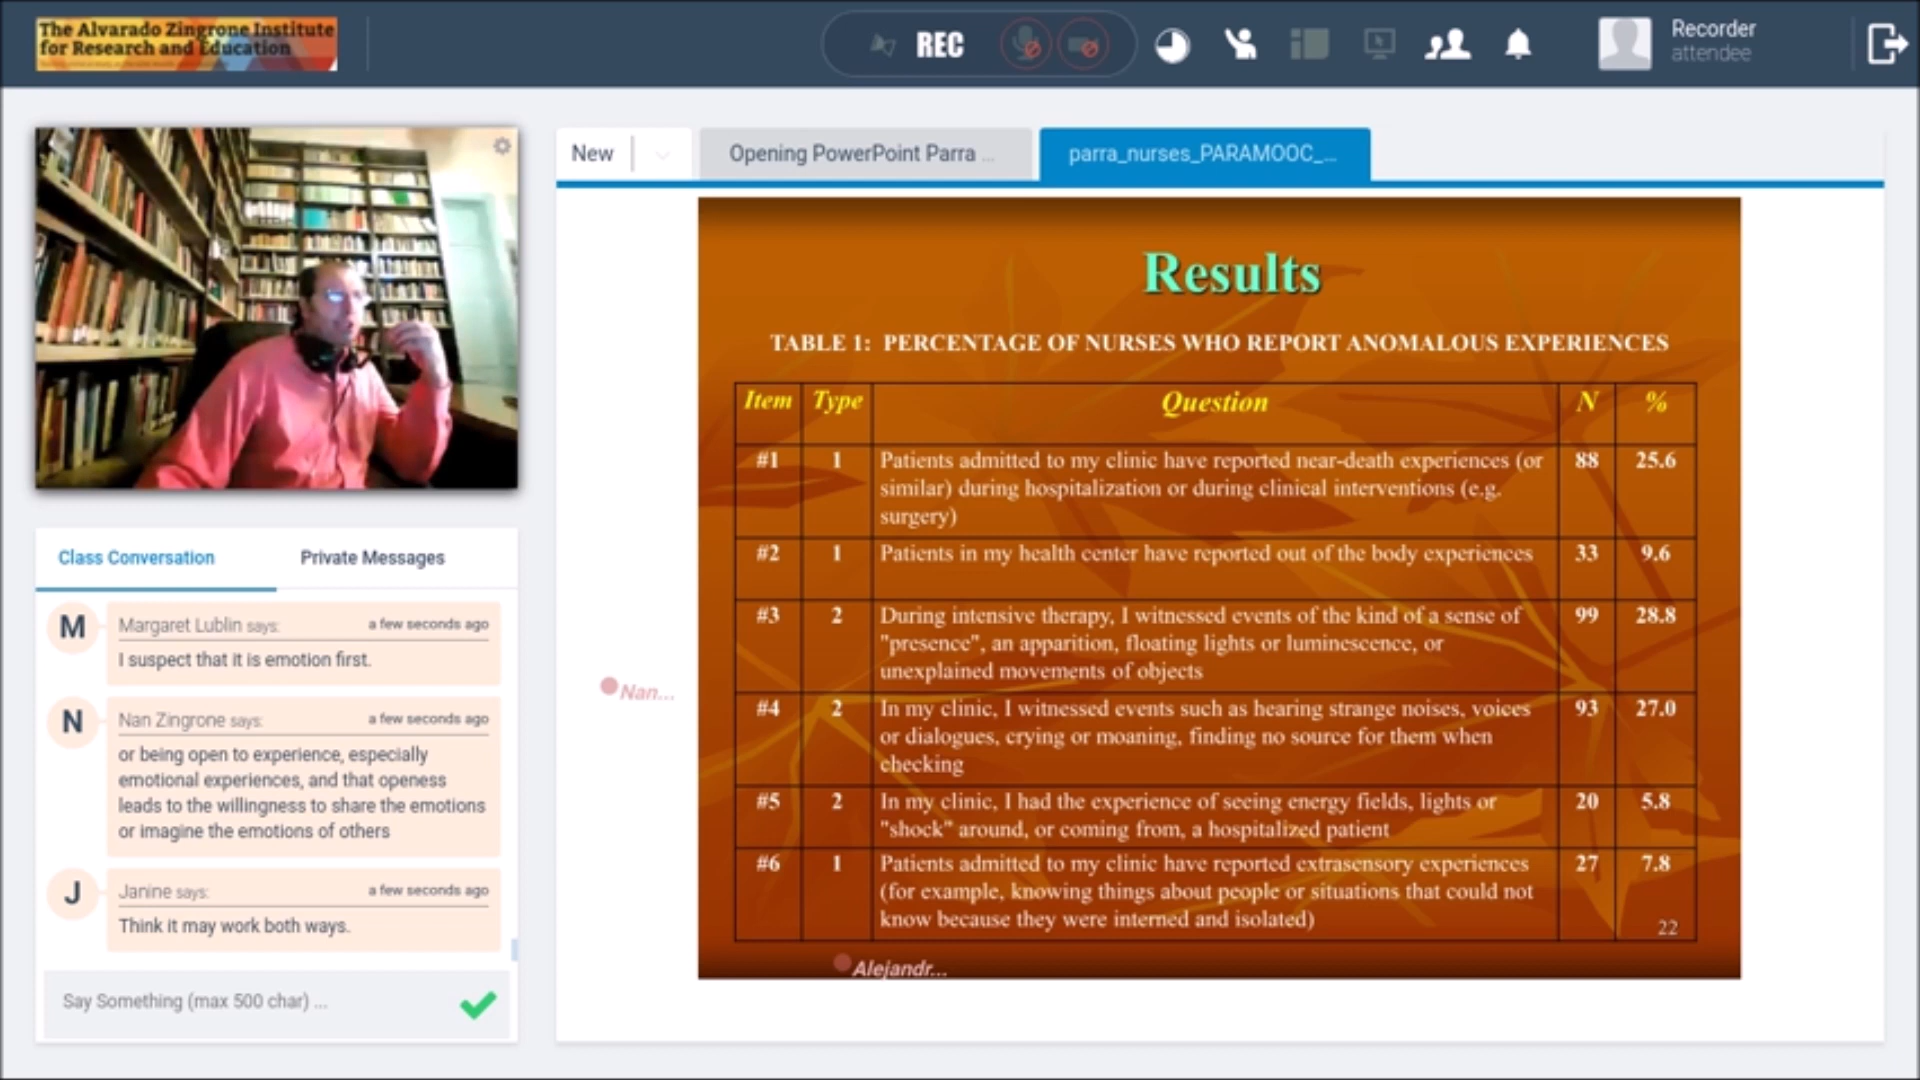 The Alvarado Zingrone Institute
for Research and Education
REC
Recorder
attendee
New
Opening PowerPoint Parra ...
parra_nurses_PARAMOOC_...
Results
TABLE 1: PERCENTAGE OF NURSES WHO REPORT ANOMALOUS EXPERIENCES
Item Type Question N %
#1 1 Patients admitted to my clinic have reported near-death experiences (or 88 25.6
similar) during hospitalization or during clinical interventions (e.g.
surgery)
#2 1 Patients in my health center have reported out of the body experiences 33 9.6
#3 2 During intensive therapy, I witnessed events of the kind of a sense of 99 28.8
"presence", an apparition, floating lights or luminescence, or
unexplained movements of objects
#4 2 In my clinic, I witnessed events such as hearing strange noises, voices 93 27.0
or dialogues, crying or moaning, finding no source for them when
checking
#5 2 In my clinic, I had the experience of seeing energy fields, lights or 20 5.8
"shock" around, or coming from, a hospitalized patient
#6 1 Patients admitted to my clinic have reported extrasensory experiences 27 7.8
(for example, knowing things about people or situations that could not
know because they were interned and isolated)
22
Nan...
Alejandr...
Class Conversation Private Messages
M
Margaret Lublin says: a few seconds ago
I suspect that it is emotion first.
N
Nan Zingrone says: a few seconds ago
or being open to experience, especially
emotional experiences, and that openess
leads to the willingness to share the emotions
or imagine the emotions of others
J
Janine says: a few seconds ago
Think it may work both ways.
Say Something (max 500 char) ...